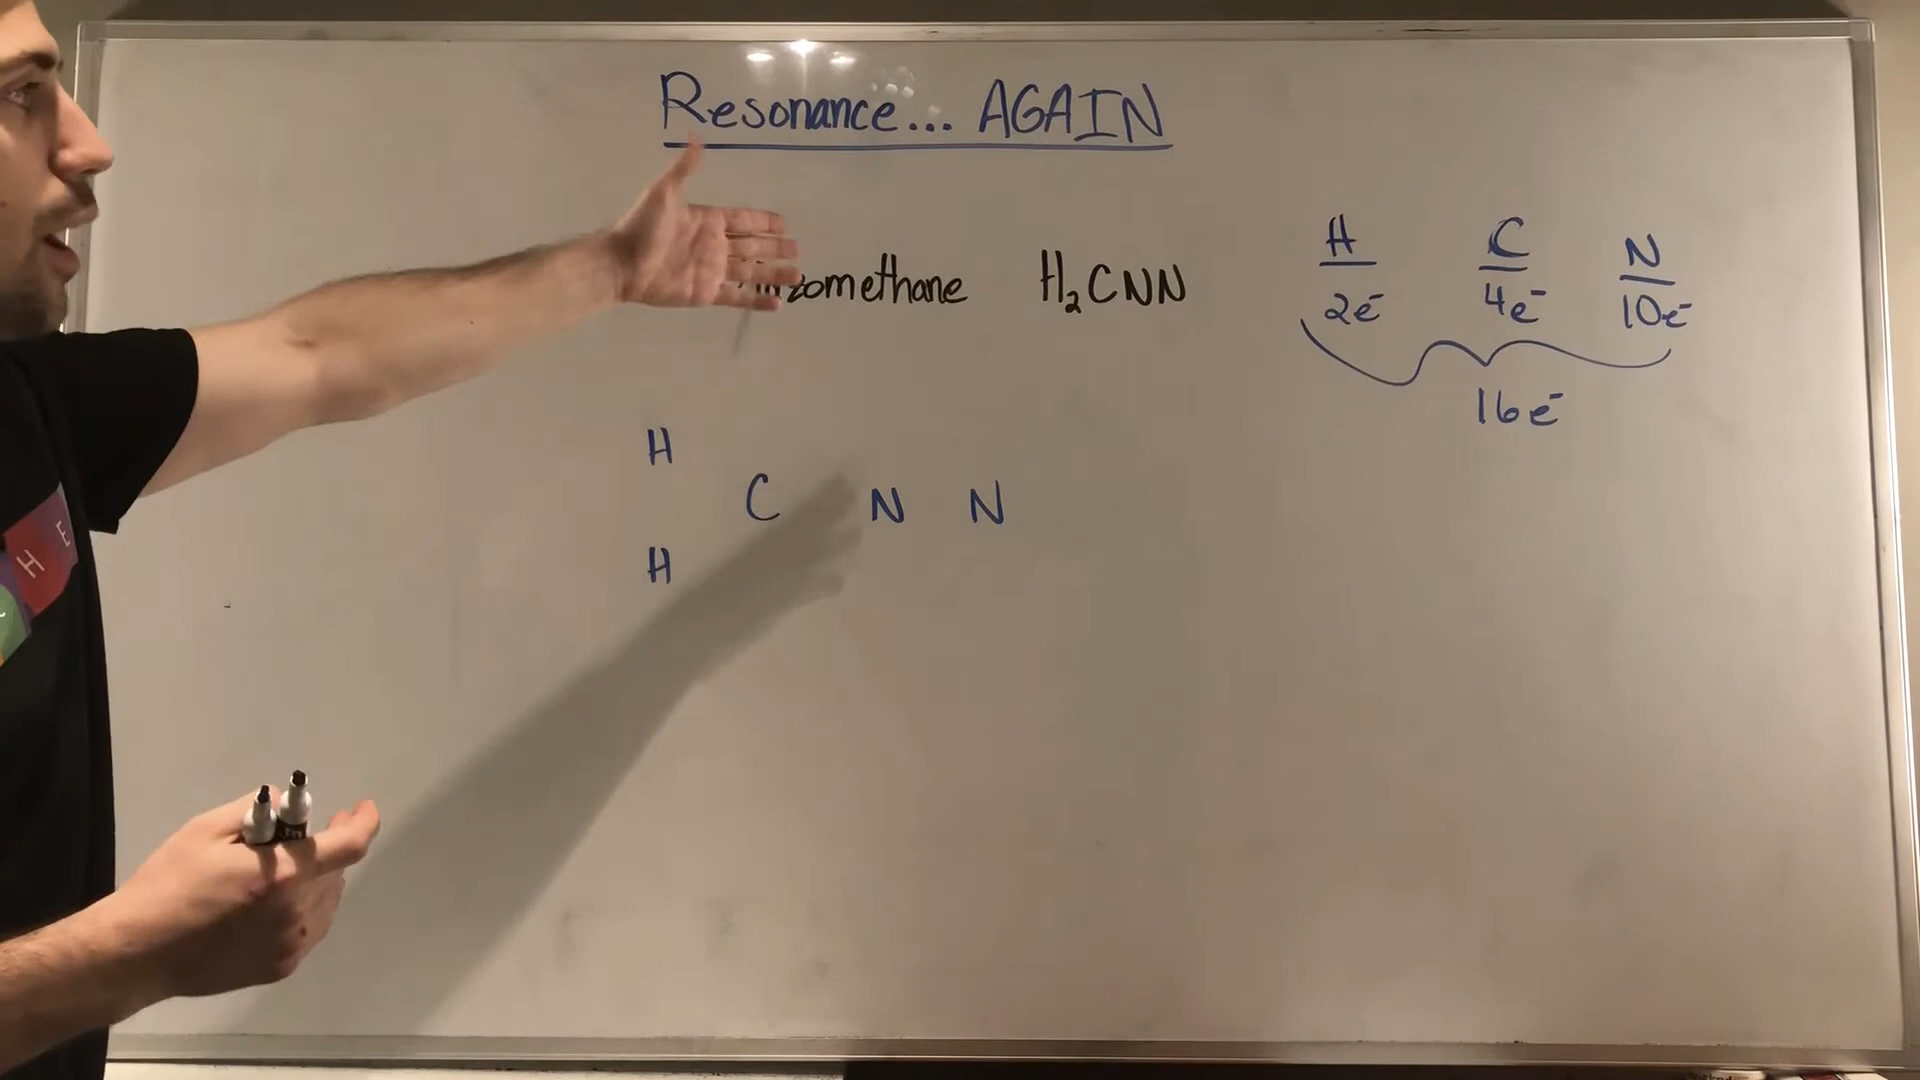 Resonance... AGAIN
H₂CNN
H C N
2e⁻ 4e⁻ 10e⁻
16e⁻
H
C N N
H
H E